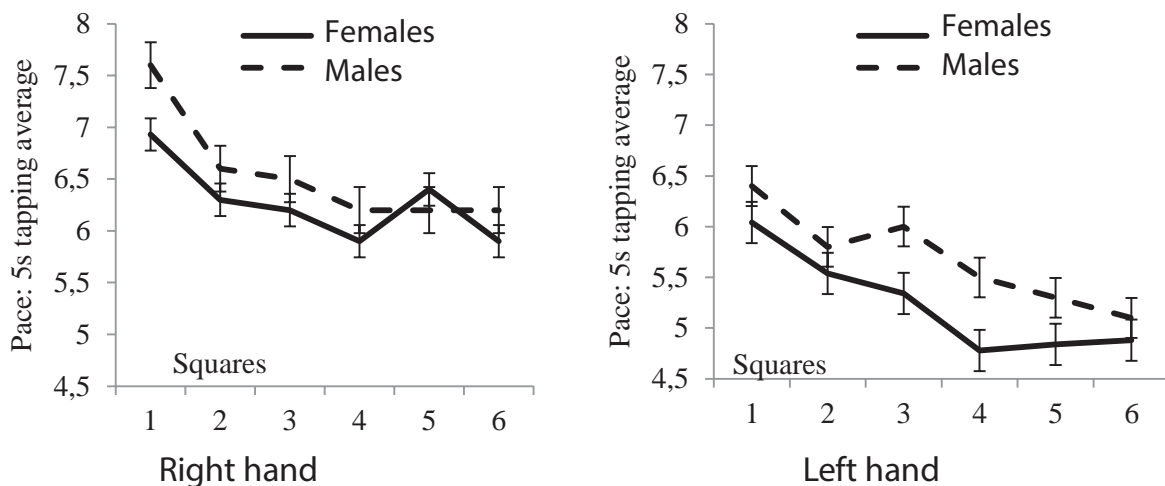 Pace: 5s tapping average
8
7,5
7
6,5
6
5,5
5
4,5
Females
Males
Squares
1 2 3 4 5 6
Right hand
Pace: 5s tapping average
8
7,5
7
6,5
6
5,5
5
4,5
Females
Males
Squares
1 2 3 4 5 6
Left hand